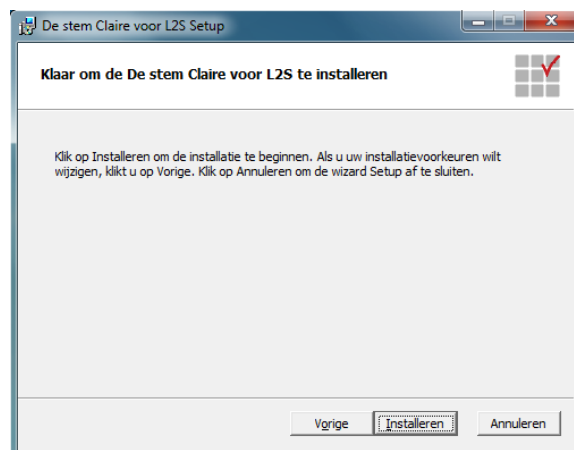 De stem Claire voor L2S Setup
Klaar om de De stem Claire voor L2S te installeren
Klik op Installeren om de installatie te beginnen. Als u uw installatievoorkeuren wilt
wijzigen, klikt u op Vorige. Klik op Annuleren om de wizard Setup af te sluiten.
Vorige Installeren Annuleren